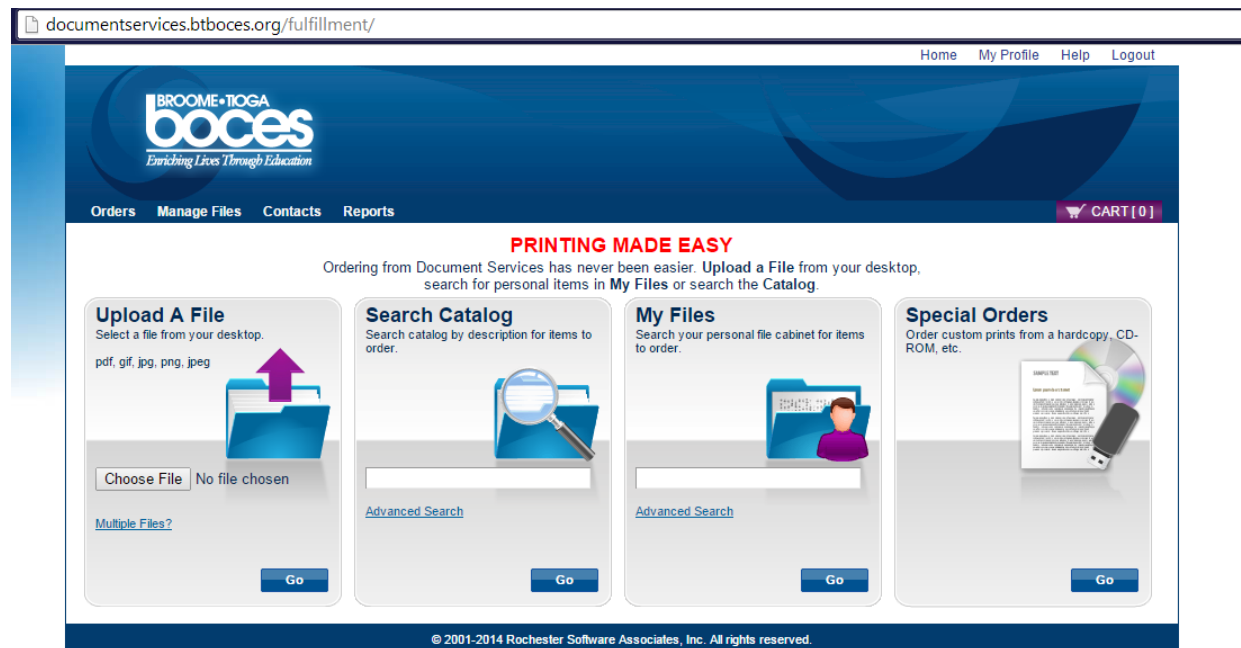 documentservices.btboces.org/fulfillment/
Home My Profile Help Logout
BROOME•TIOGA
boces
Enriching Lives Through Education
Orders Manage Files Contacts Reports
CART [ 0 ]
PRINTING MADE EASY
Ordering from Document Services has never been easier. Upload a File from your desktop,
search for personal items in My Files or search the Catalog.
Upload A File
Select a file from your desktop.
pdf, gif, jpg, png, jpeg
Choose File No file chosen
Multiple Files?
Go
Search Catalog
Search catalog by description for items to
order.
Advanced Search
Go
My Files
Search your personal file cabinet for items
to order.
Advanced Search
Go
Special Orders
Order custom prints from a hardcopy, CD-
ROM, etc.
SAMPLE TEXT
Go
© 2001-2014 Rochester Software Associates, Inc. All rights reserved.